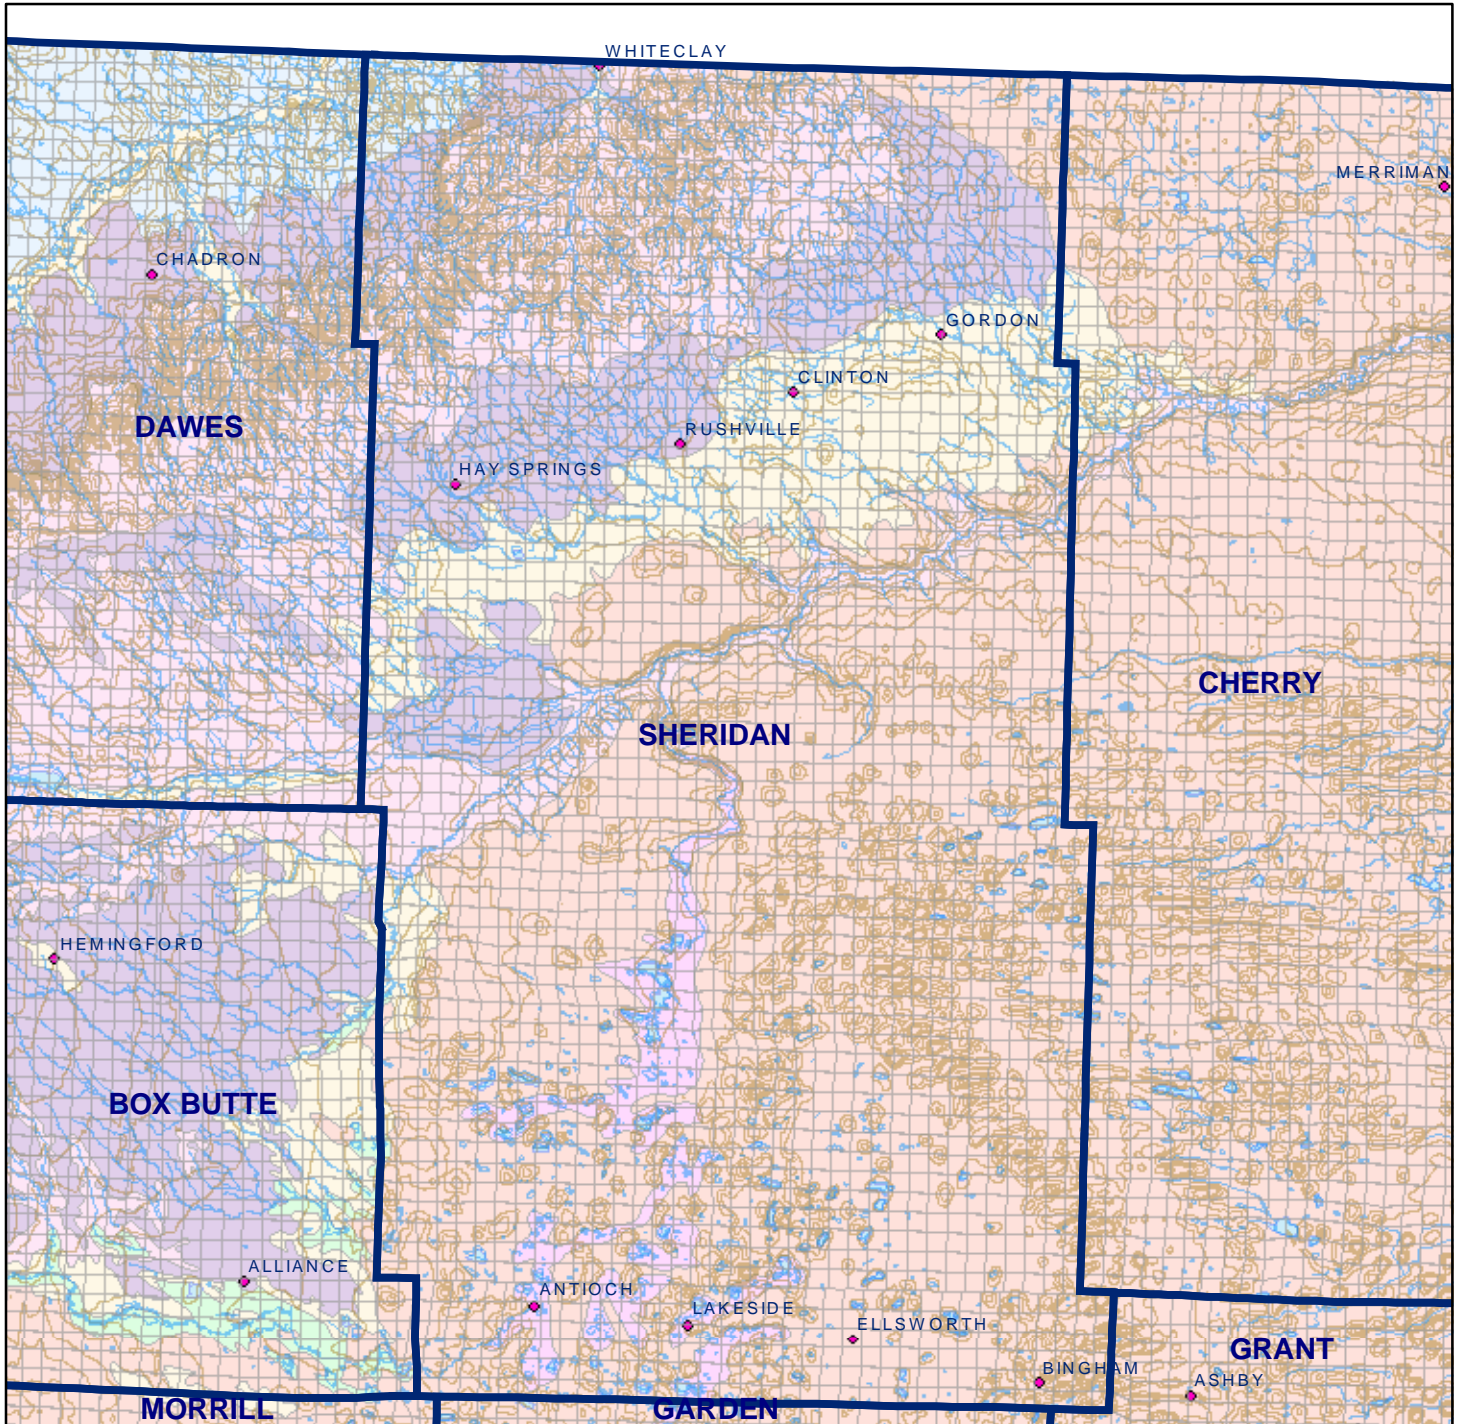 WHITECLAY
MERRIMAN
CHADRON
GORDON
CLINTON
DAWES
RUSHVILLE
HAY SPRINGS
CHERRY
SHERIDAN
HEMINGFORD
BOX BUTTE
ALLIANCE
ANTIOCH
LAKESIDE
ELLSWORTH
GRANT
BINGHAM
ASHBY
MORRILL
GARDEN